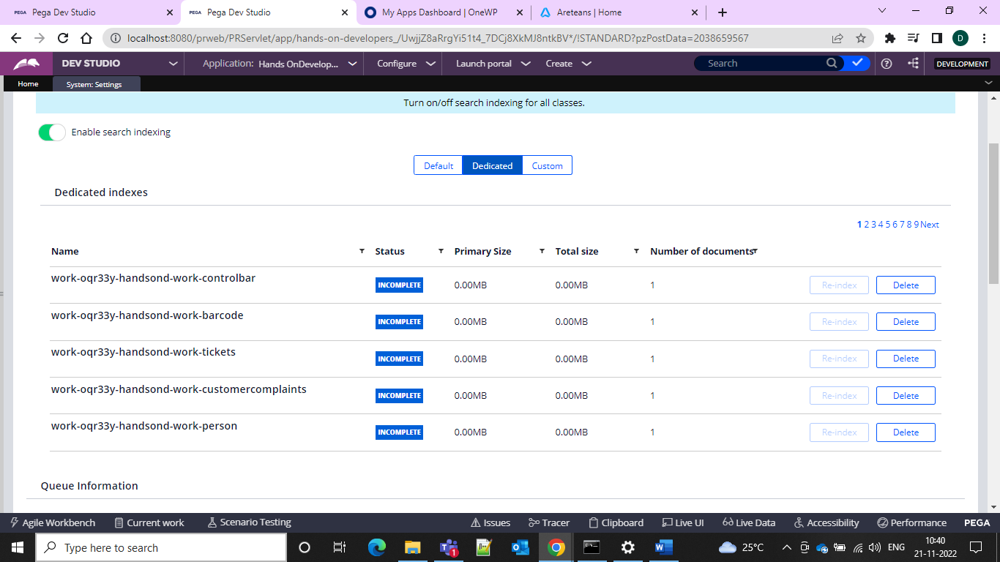 PEGA Pega Dev Studio
PEGA Pega Dev Studio
My Apps Dashboard | OneWP
Areteans | Home
localhost:8080/prweb/PRServlet/app/hands-on-developers_/UwjjZ8aRrgYi51t4_7DCj8XkMJ8ntkBV*/!STANDARD?pzPostData=2038659567
D
DEV STUDIO
Application: Hands OnDevelop...
Configure
Launch portal
Create
Search
DEVELOPMENT
Home
System: Settings
Turn on/off search indexing for all classes.
Enable search indexing
Default Dedicated Custom
Dedicated indexes
1 2 3 4 5 6 7 8 9 Next
Name Status Primary Size Total size Number of documents
work-oqr33y-handsond-work-controlbar INCOMPLETE 0.00MB 0.00MB 1 Re-index Delete
work-oqr33y-handsond-work-barcode INCOMPLETE 0.00MB 0.00MB 1 Re-index Delete
work-oqr33y-handsond-work-tickets INCOMPLETE 0.00MB 0.00MB 1 Re-index Delete
work-oqr33y-handsond-work-customercomplaints INCOMPLETE 0.00MB 0.00MB 1 Re-index Delete
work-oqr33y-handsond-work-person INCOMPLETE 0.00MB 0.00MB 1 Re-index Delete
Queue Information
Agile Workbench Current work Scenario Testing Issues Tracer Clipboard Live UI Live Data Accessibility Performance PEGA
Type here to search
1
25°C
ENG
10:40
21-11-2022